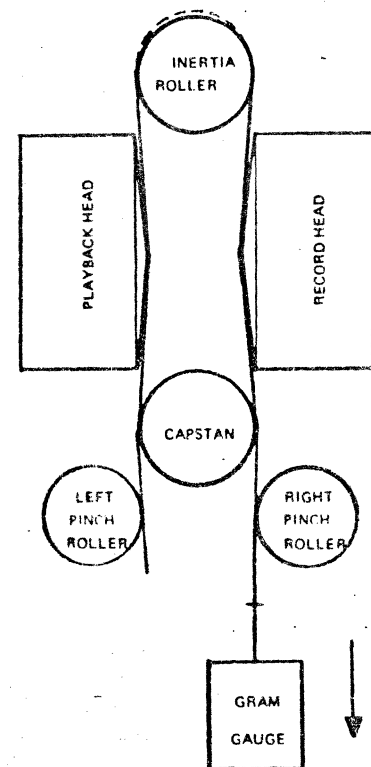 INERTIA
ROLLER
PLAYBACK HEAD
RECORD HEAD
CAPSTAN
LEFT
PINCH
ROLLER
RIGHT
PINCH
ROLLER
GRAM
GAUGE